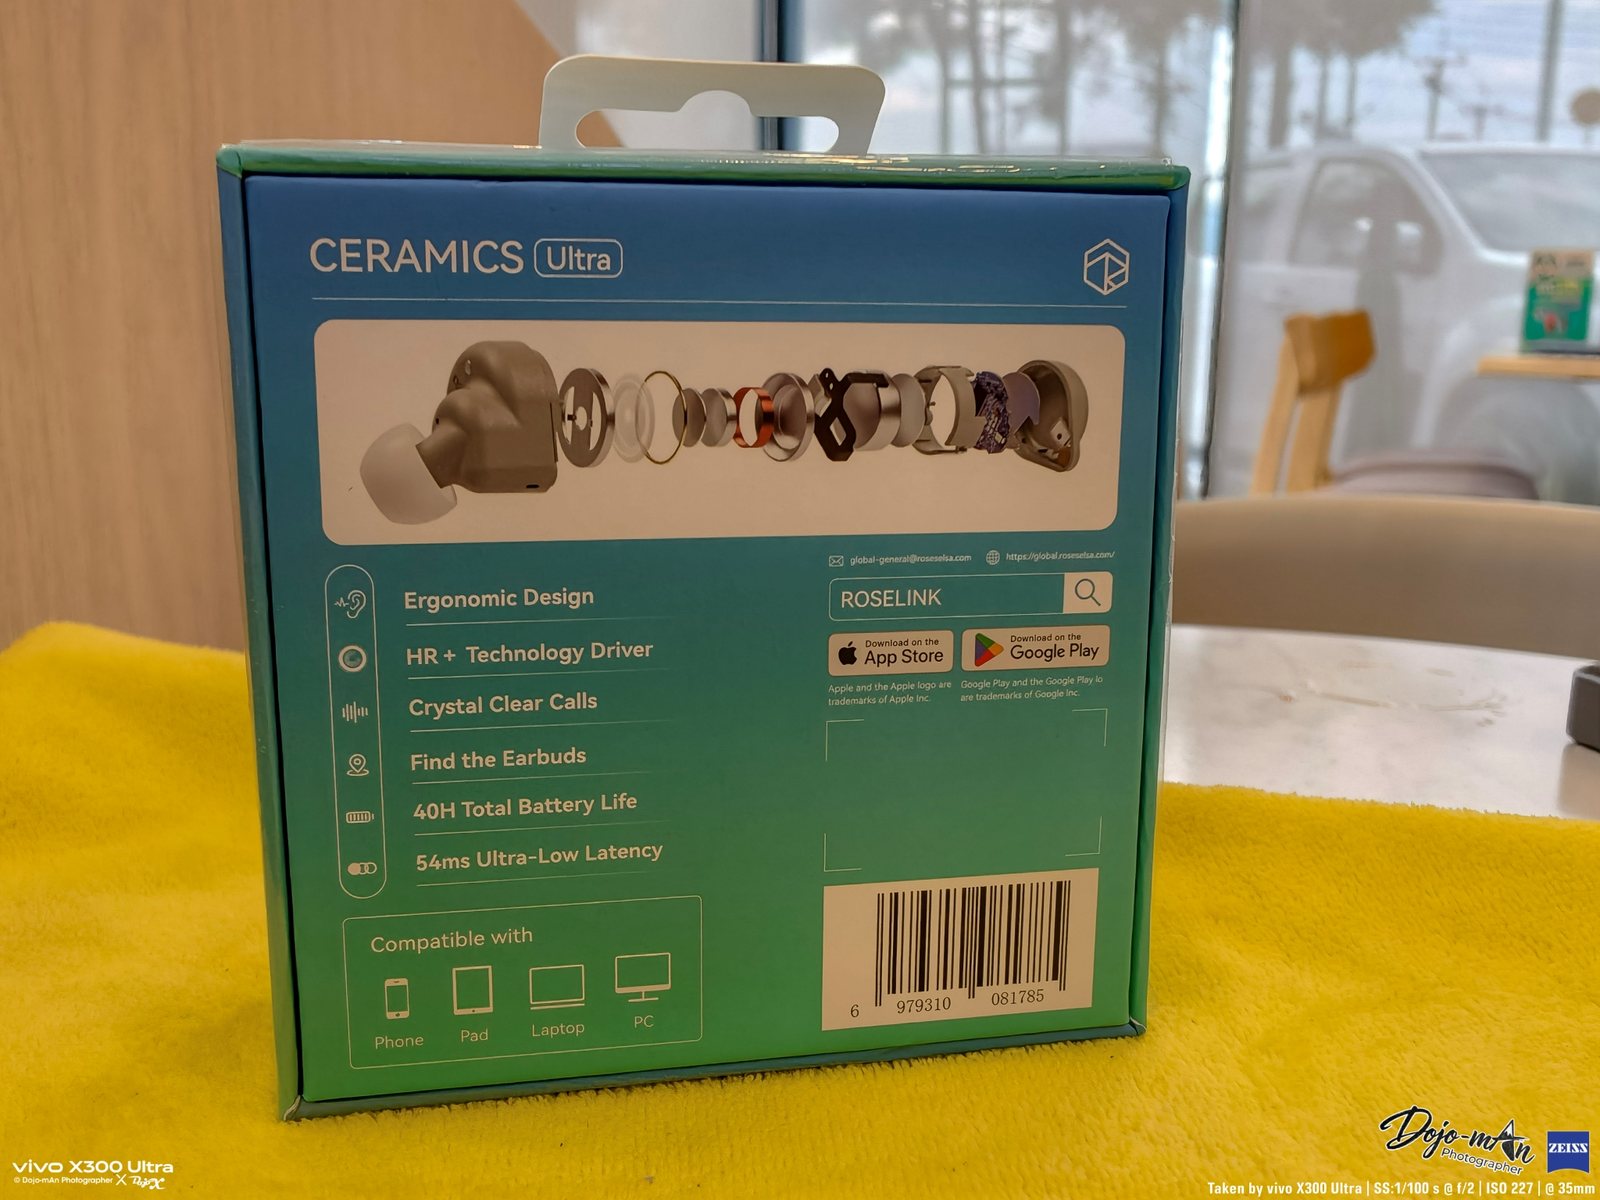 CERAMICS Ultra
global-general@roseselsa.com https://global.roseselsa.com/
ROSELINK
Download on the
App Store
Download on the
Google Play
Apple and the Apple logo are
trademarks of Apple Inc.
Google Play and the Google Play lo
are trademarks of Google Inc.
Ergonomic Design
HR+ Technology Driver
Crystal Clear Calls
Find the Earbuds
40H Total Battery Life
54ms Ultra-Low Latency
Compatible with
Phone
Pad
Laptop
PC
6 979310 081785
vivo X300 Ultra
© Dojo-mAn Photographer X DojoX
Dojo-mAn
Photographer
ZEISS
Taken by vivo X300 Ultra | SS:1/100 s @ f/2 | ISO 227 | @ 35mm